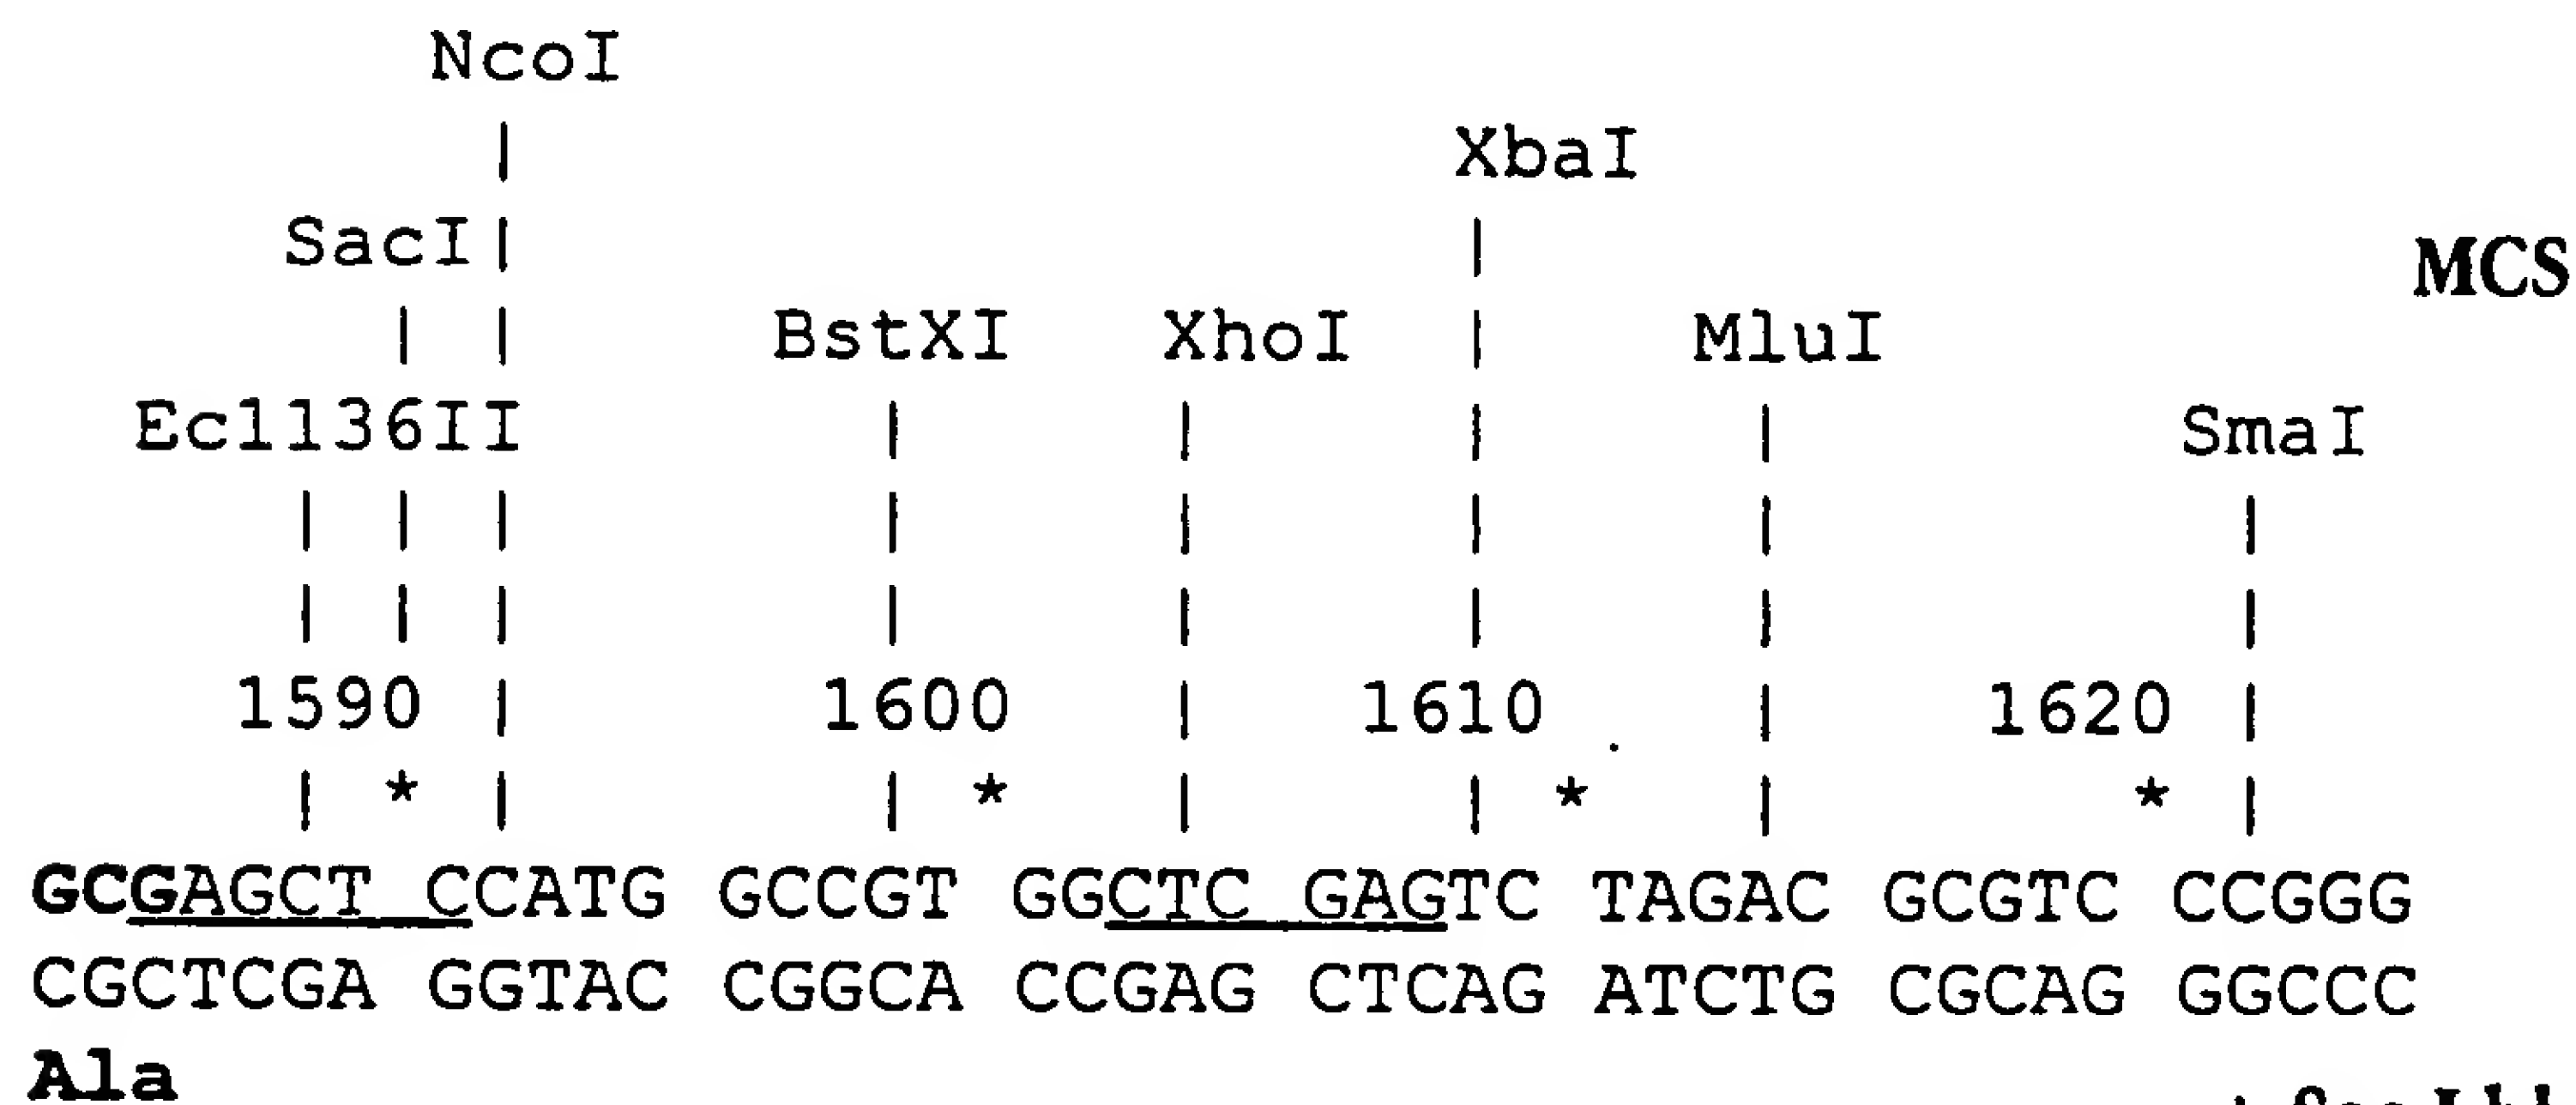 NcoI
XbaI
SacI
MCS
BstXI XhoI MluI
Ecl136II
SmaI
1590 1600 1610 1620
* * * *
GCGAGCT CCATG GCCGT GGCTC GAGTC TAGAC GCGTC CCGGG
CGCTCGA GGTAC CGGCA CCGAG CTCAG ATCTG CGCAG GGCCC
Ala